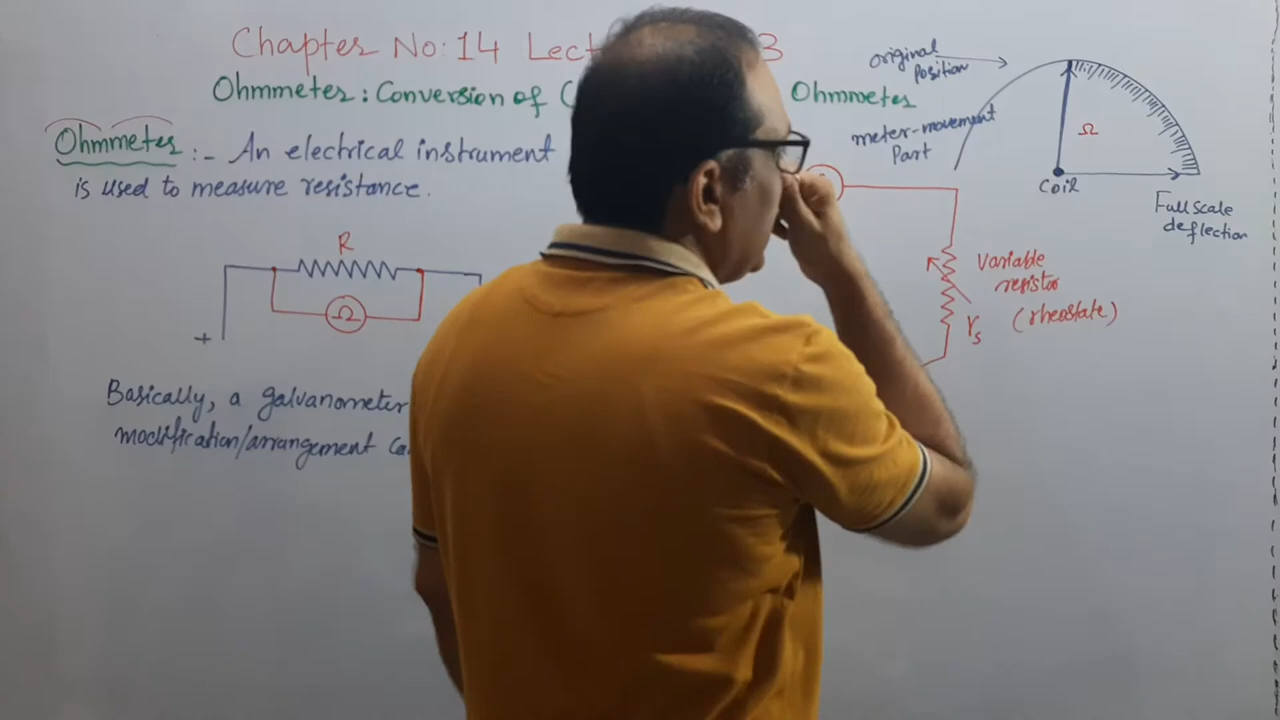 Chapter No: 14 Lect 3
Ohmmeter: Conversion of Ohmmeter
Ohmmeter :- An electrical instrument
is used to measure resistance.
R
Ω
+
Basically, a galvanometer
modification/arrangement
original
position
meter-movement
Part
Ω
Coil
Full scale
deflection
variable
resistor
(rheostate)
rs